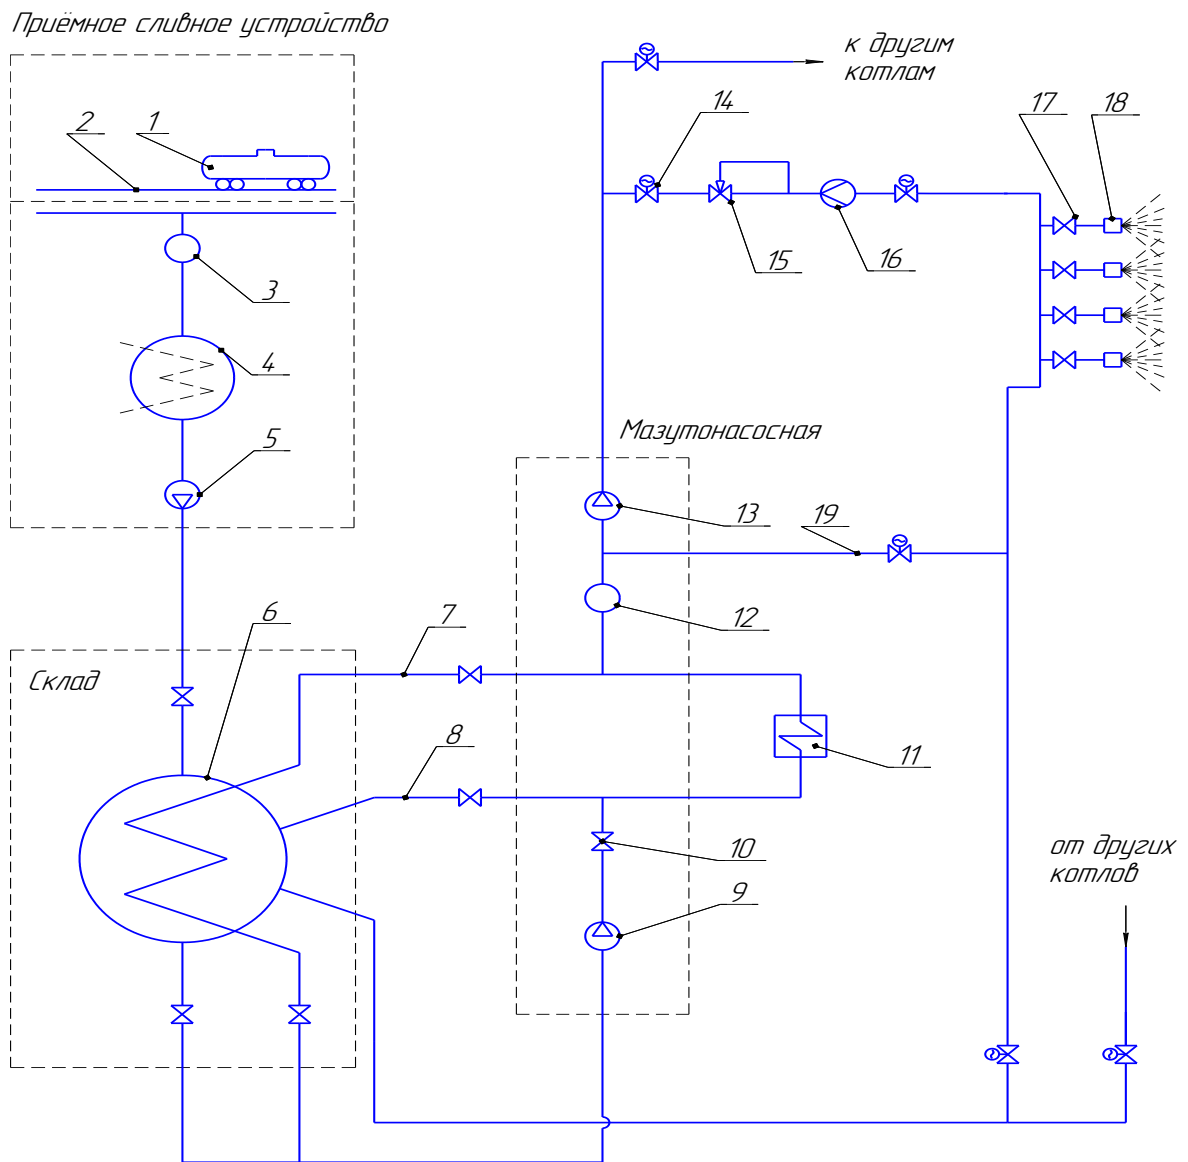 Приёмное сливное устройство
к другим
котлам
14
17
18
2
1
15
16
3
4
Мазутонасосная
5
13
19
6
7
12
Склад
8
11
10
от других
котлов
9